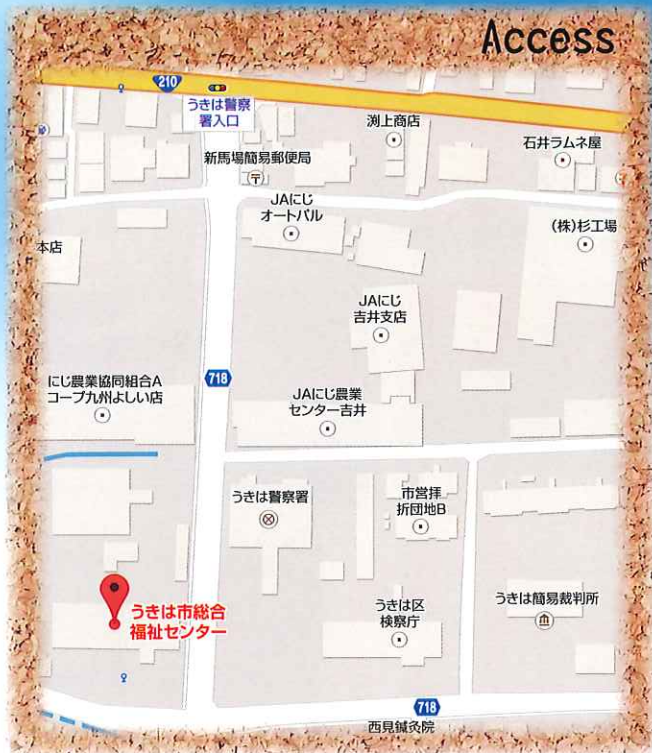 Access
210
うきは警察
署入口
渕上商店
石井ラムネ屋
新馬場簡易郵便局
JAにじ
オートパル
(株)杉工場
本店
JAにじ
吉井支店
718
にじ農業協同組合A
コープ九州よしい店
JAにじ農業
センター吉井
うきは警察署
市営拝
折団地B
うきは市総合
福祉センター
うきは区
検察庁
うきは簡易裁判所
718
西見鍼灸院